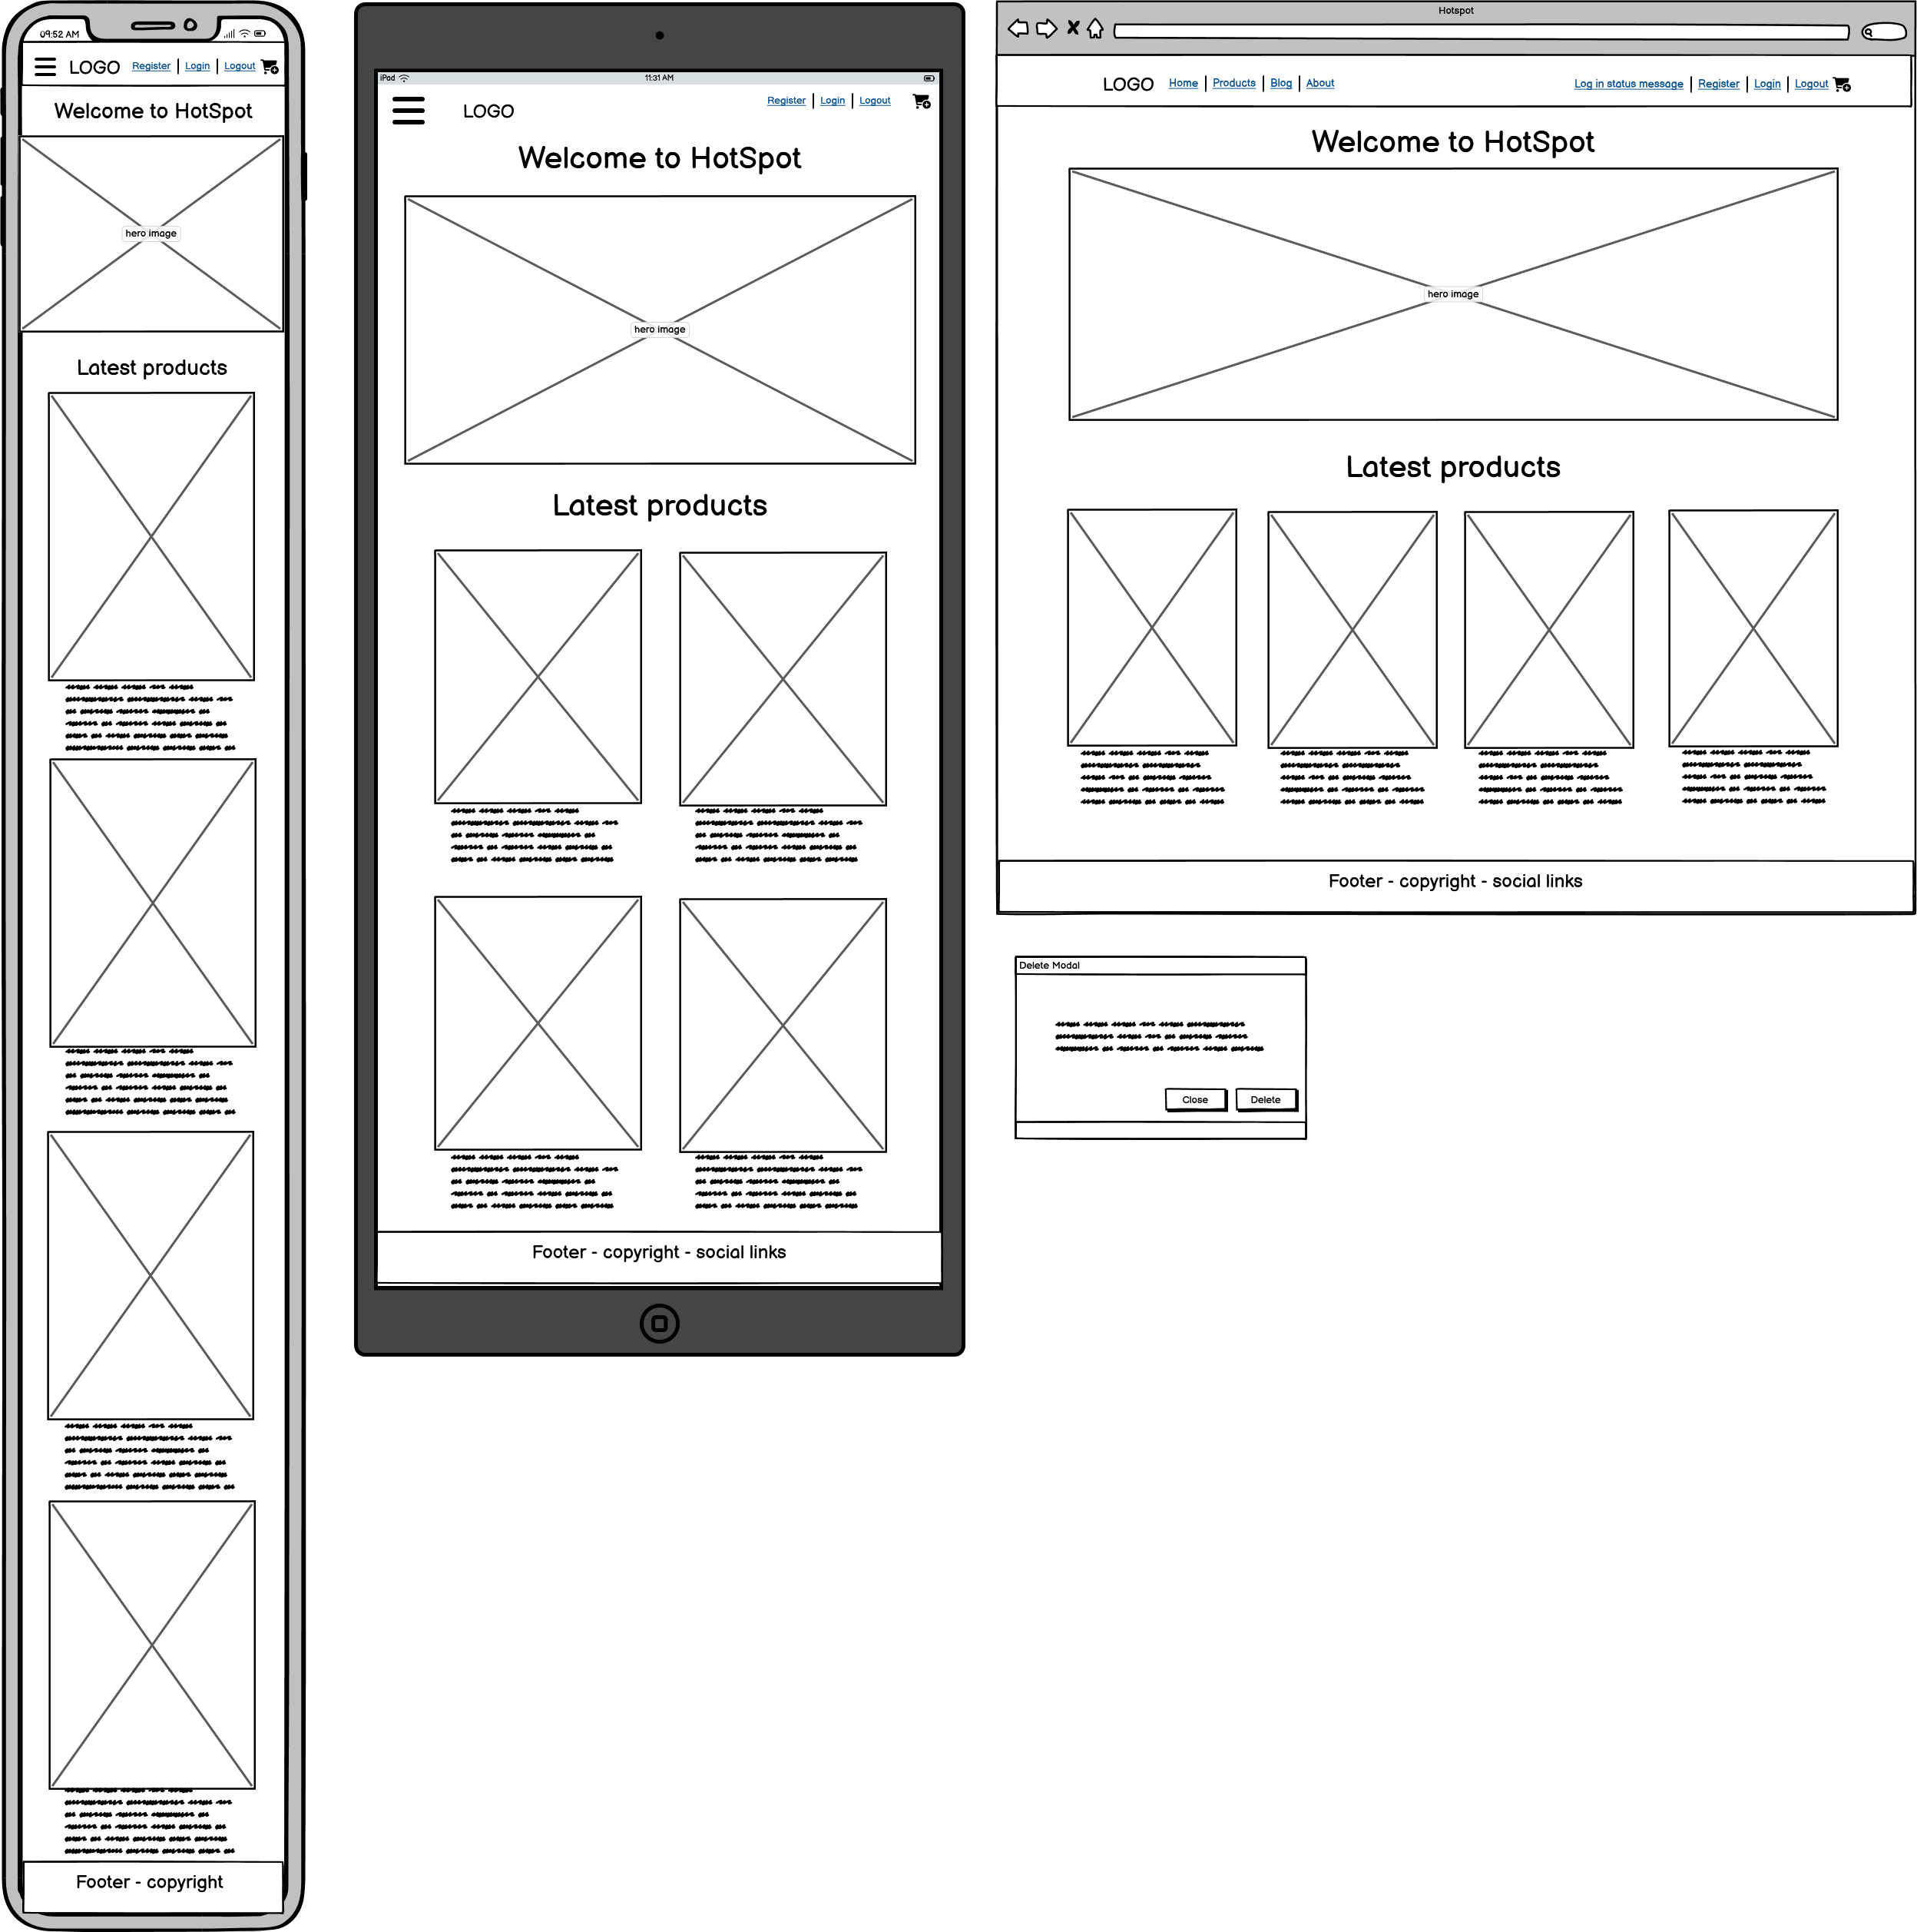 09:52 AM
LOGO Register Login Logout
Welcome to HotSpot
hero image
Latest products
Footer - copyright
iPad 11:31 AM
LOGO Register Login Logout
Welcome to HotSpot
hero image
Latest products
Footer - copyright - social links
Hotspot
LOGO Home Products Blog About Log in status message Register Login Logout
Welcome to HotSpot
hero image
Latest products
Footer - copyright - social links
Delete Modal
Close Delete